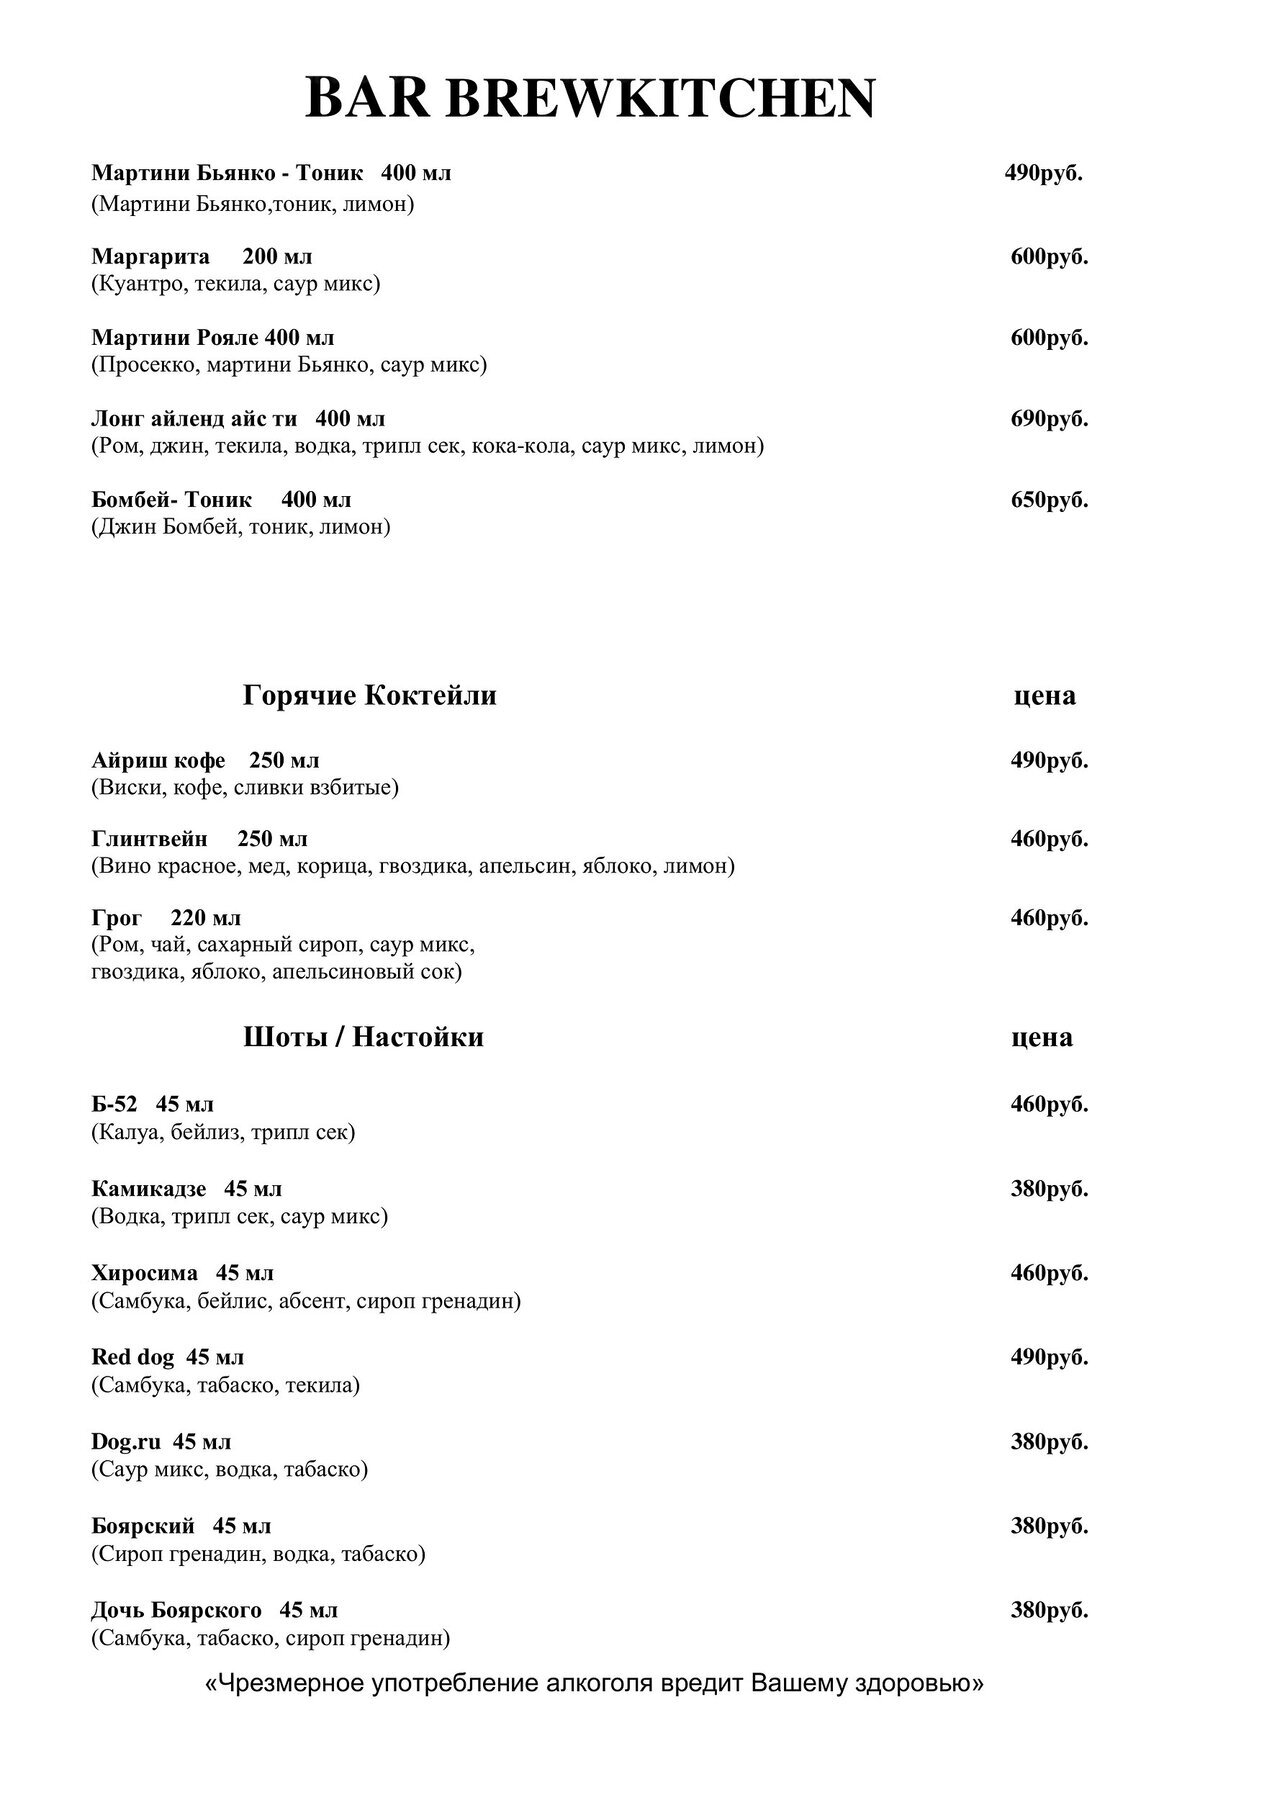 BAR BREWKITCHEN
Мартини Бьянко - Тоник 400 мл 490руб.
(Мартини Бьянко,тоник, лимон)
Маргарита 200 мл 600руб.
(Куантро, текила, саур микс)
Мартини Рояле 400 мл 600руб.
(Просекко, мартини Бьянко, саур микс)
Лонг айленд айс ти 400 мл 690руб.
(Ром, джин, текила, водка, трипл сек, кока-кола, саур микс, лимон)
Бомбей- Тоник 400 мл 650руб.
(Джин Бомбей, тоник, лимон)
Горячие Коктейли цена
Айриш кофе 250 мл 490руб.
(Виски, кофе, сливки взбитые)
Глинтвейн 250 мл 460руб.
(Вино красное, мед, корица, гвоздика, апельсин, яблоко, лимон)
Грог 220 мл 460руб.
(Ром, чай, сахарный сироп, саур микс,
гвоздика, яблоко, апельсиновый сок)
Шоты / Настойки цена
Б-52 45 мл 460руб.
(Калуа, бейлиз, трипл сек)
Камикадзе 45 мл 380руб.
(Водка, трипл сек, саур микс)
Хиросима 45 мл 460руб.
(Самбука, бейлис, абсент, сироп гренадин)
Red dog 45 мл 490руб.
(Самбука, табаско, текила)
Dog.ru 45 мл 380руб.
(Саур микс, водка, табаско)
Боярский 45 мл 380руб.
(Сироп гренадин, водка, табаско)
Дочь Боярского 45 мл 380руб.
(Самбука, табаско, сироп гренадин)
«Чрезмерное употребление алкоголя вредит Вашему здоровью»